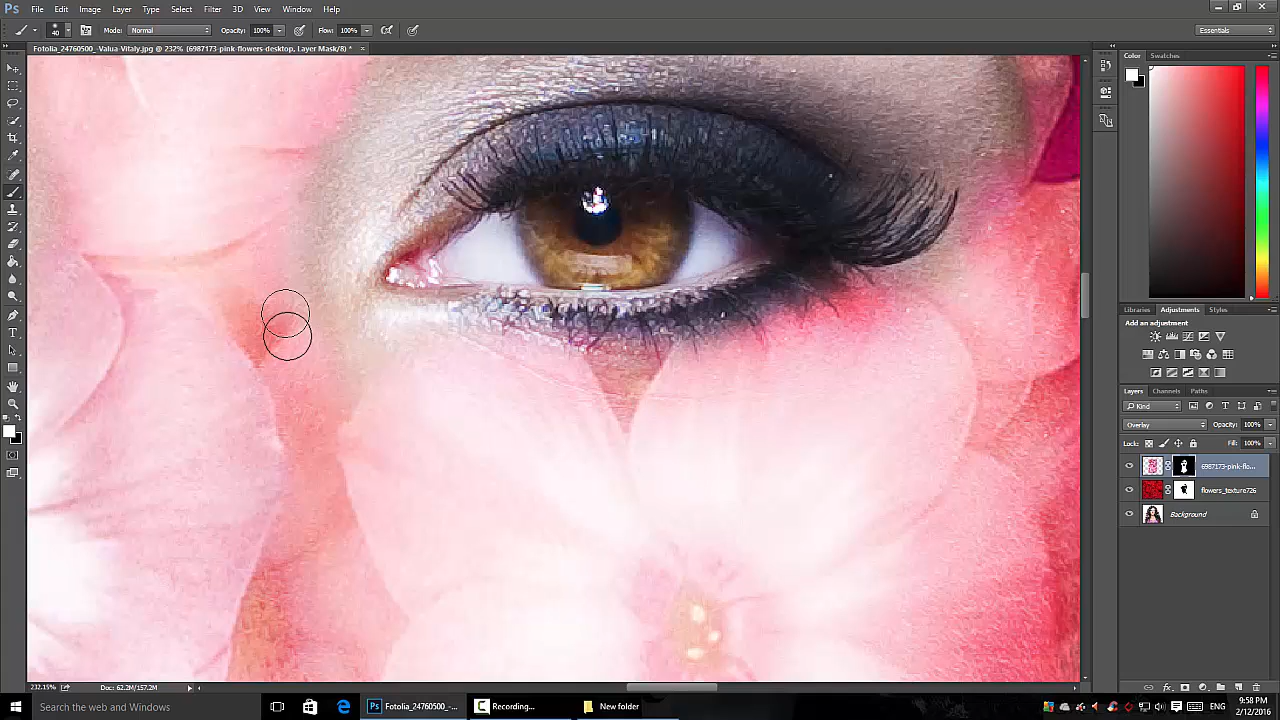 Ps File Edit Image Layer Type Select Filter 3D View Window Help
40 Mode: Normal Opacity: 100% Flow: 100% Essentials
Fotolia_24760500_-Valua-Vitaly.jpg @ 232% (6987173-pink-flowers-desktop, Layer Mask/8) *
Color Swatches
Libraries Adjustments Styles
Add an adjustment
Layers Channels Paths
Kind
Overlay Opacity: 100%
Lock: Fill: 100%
6987173-pink-flo...
flowers_texture726
Background
232.15% Doc: 62.2M/157.2M
Search the web and Windows Ps Fotolia_24760500_-... Recording... New folder ENG 9:58 PM
2/12/2016